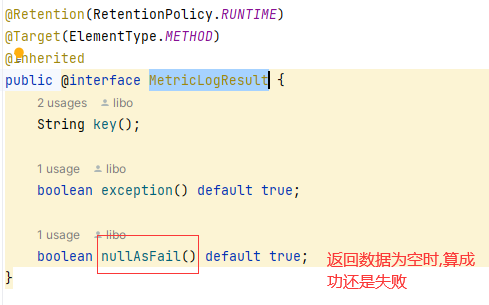 @Retention(RetentionPolicy.RUNTIME)
@Target(ElementType.METHOD)
@Inherited
public @interface MetricLogResult {
2 usages libo
String key();
1 usage libo
boolean exception() default true;
1 usage libo
boolean nullAsFail() default true;
返回数据为空时,算成
功还是失败
}